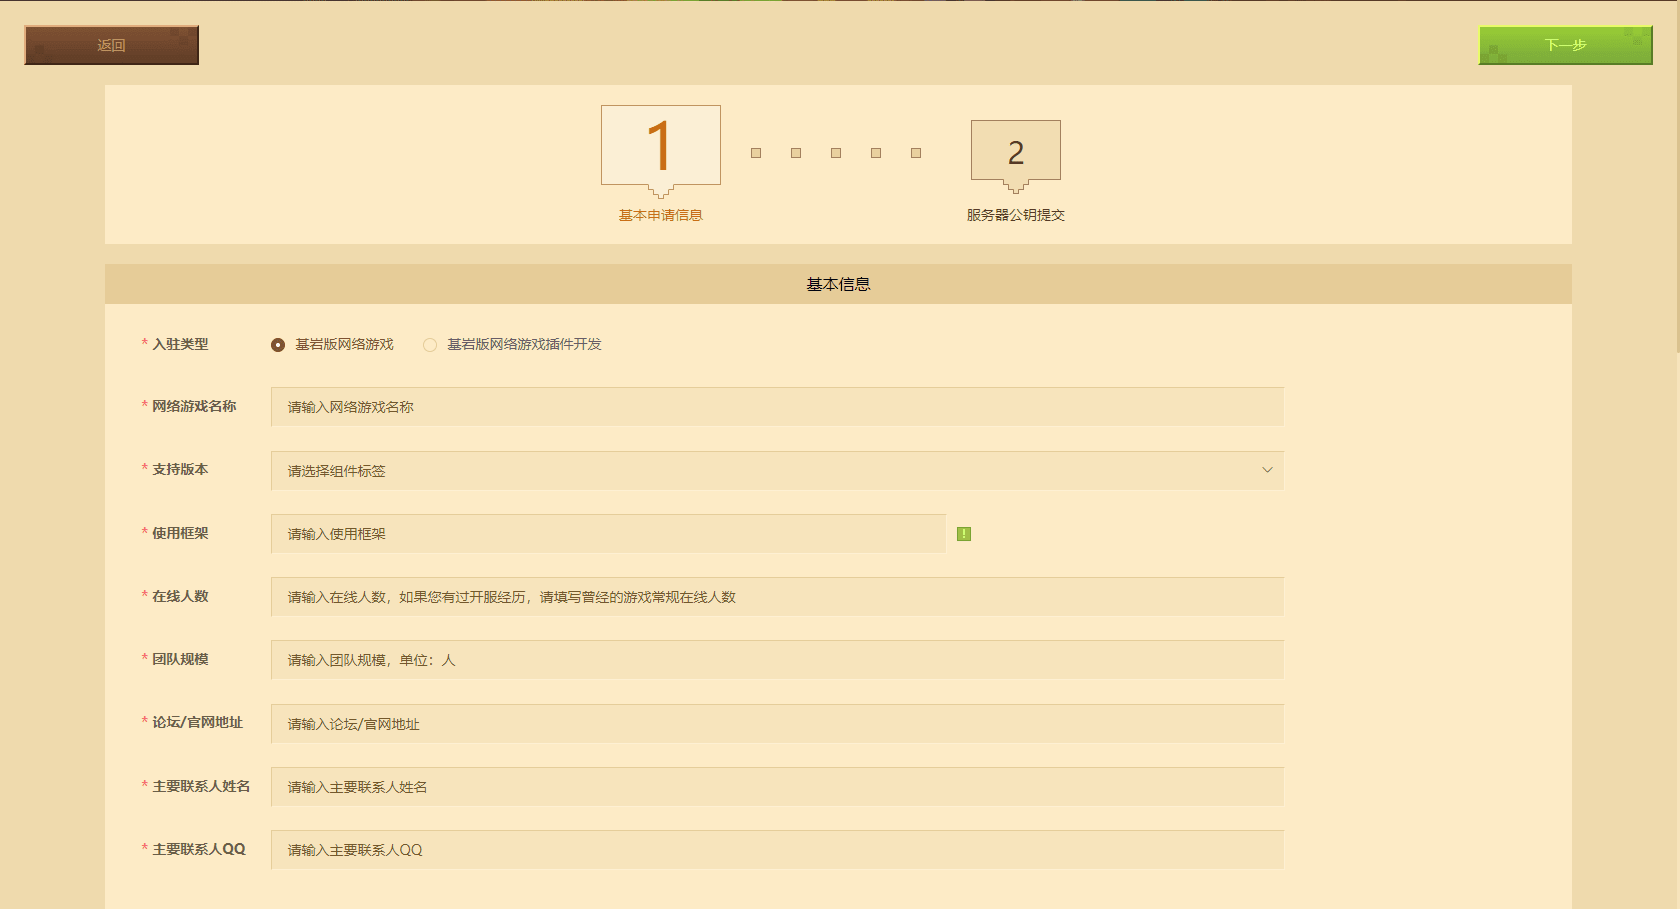 返回
下一步
1
2
基本申请信息
服务器公钥提交
基本信息
* 入驻类型
基岩版网络游戏
基岩版网络游戏插件开发
* 网络游戏名称
请输入网络游戏名称
* 支持版本
请选择组件标签
* 使用框架
请输入使用框架
!
* 在线人数
请输入在线人数，如果您有过开服经历，请填写曾经的游戏常规在线人数
* 团队规模
请输入团队规模，单位：人
* 论坛/官网地址
请输入论坛/官网地址
* 主要联系人姓名
请输入主要联系人姓名
* 主要联系人QQ
请输入主要联系人QQ